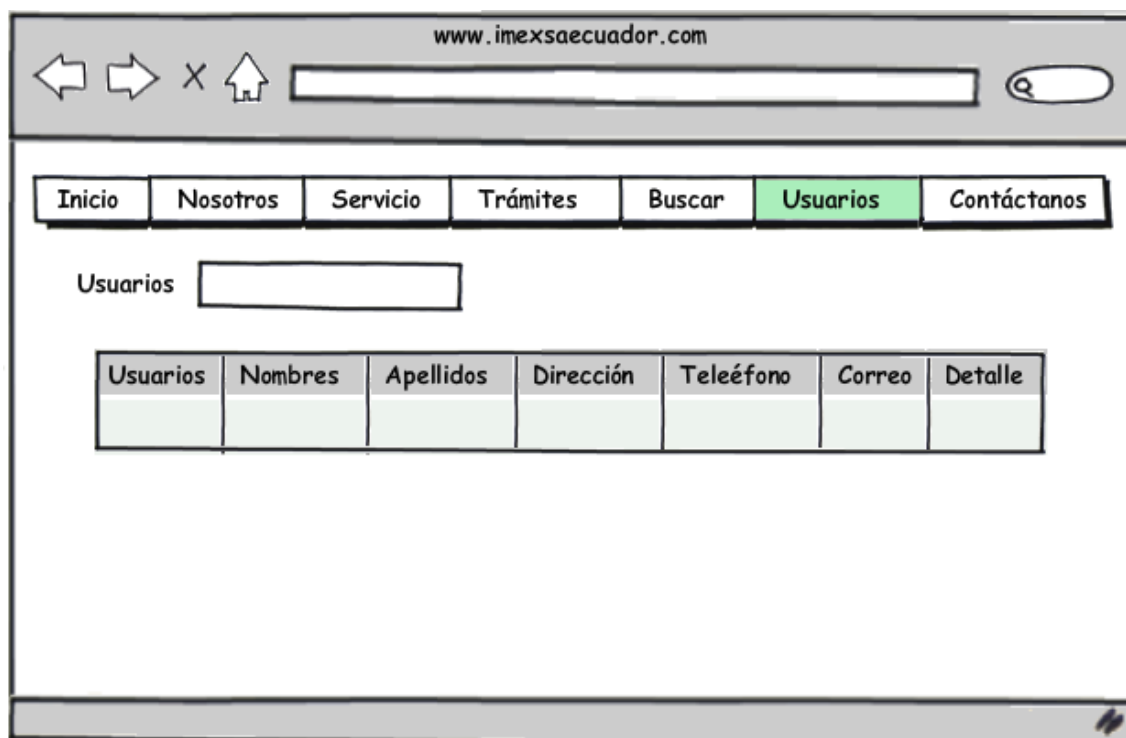 www.imexsaecuador.com
Inicio Nosotros Servicio Trámites Buscar Usuarios Contáctanos
Usuarios
Usuarios Nombres Apellidos Dirección Teleéfono Correo Detalle